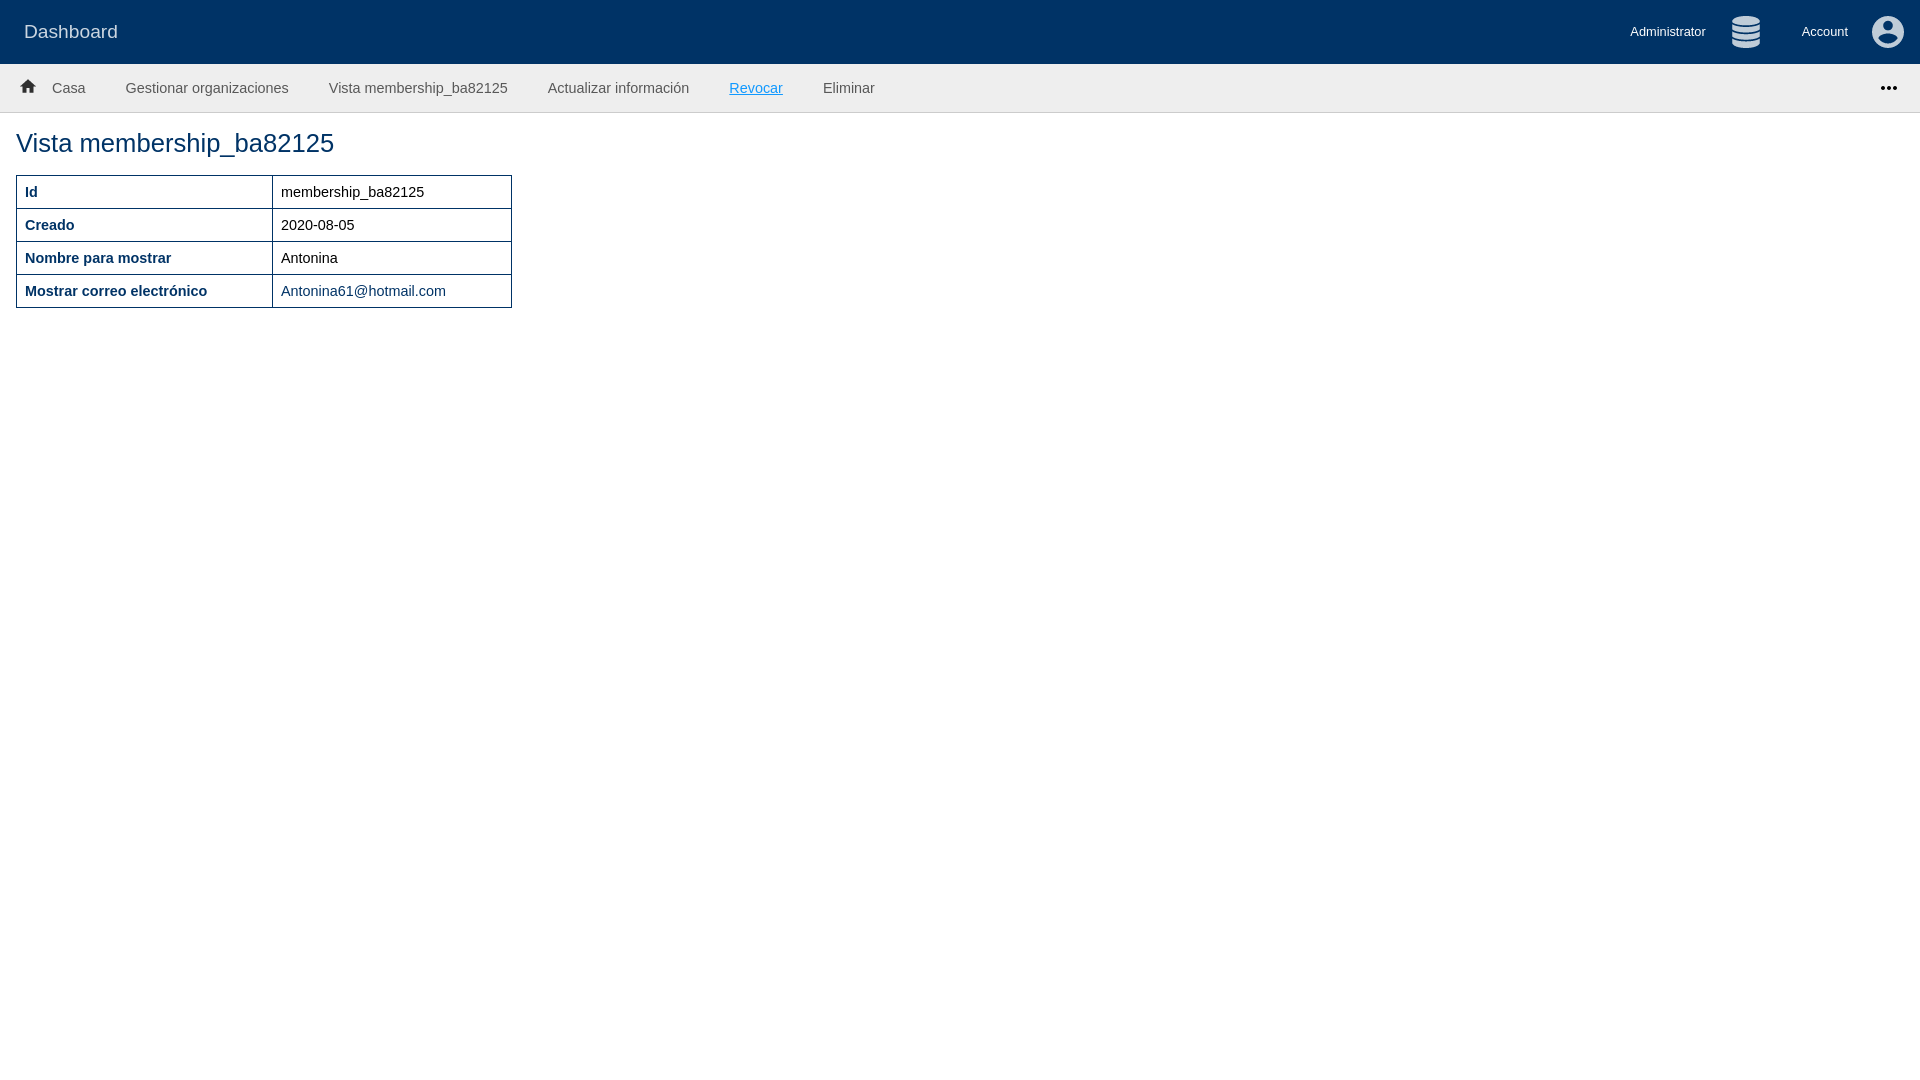 Dashboard
Administrator
Account
Casa
Gestionar organizaciones
Vista membership_ba82125
Actualizar información
Revocar
Eliminar
Vista membership_ba82125
Id membership_ba82125
Creado 2020-08-05
Nombre para mostrar Antonina
Mostrar correo electrónico Antonina61@hotmail.com